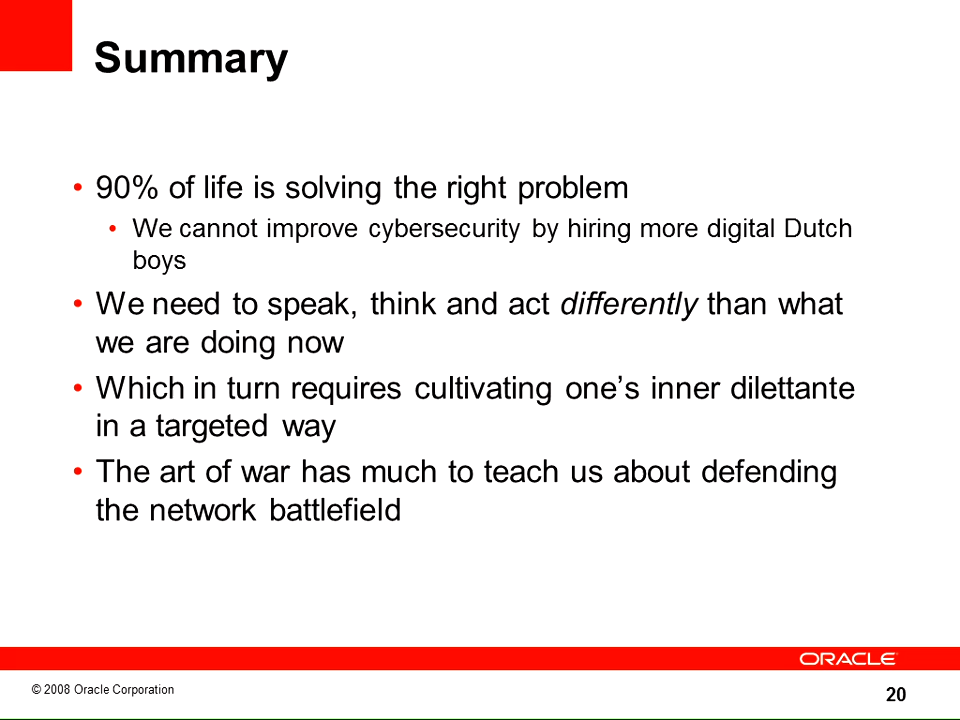 Summary
• 90% of life is solving the right problem
• We cannot improve cybersecurity by hiring more digital Dutch
boys
• We need to speak, think and act differently than what
we are doing now
• Which in turn requires cultivating one’s inner dilettante
in a targeted way
• The art of war has much to teach us about defending
the network battlefield
ORACLE
© 2008 Oracle Corporation
20